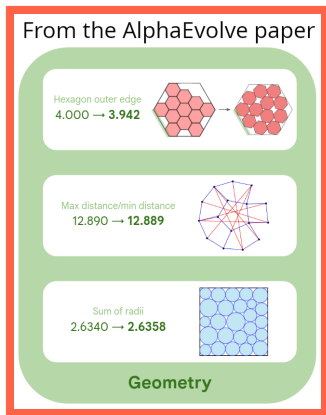 From the AlphaEvolve paper
Hexagon outer edge
4.000 → 3.942
Max distance/min distance
12.890 → 12.889
Sum of radii
2.6340 → 2.6358
Geometry